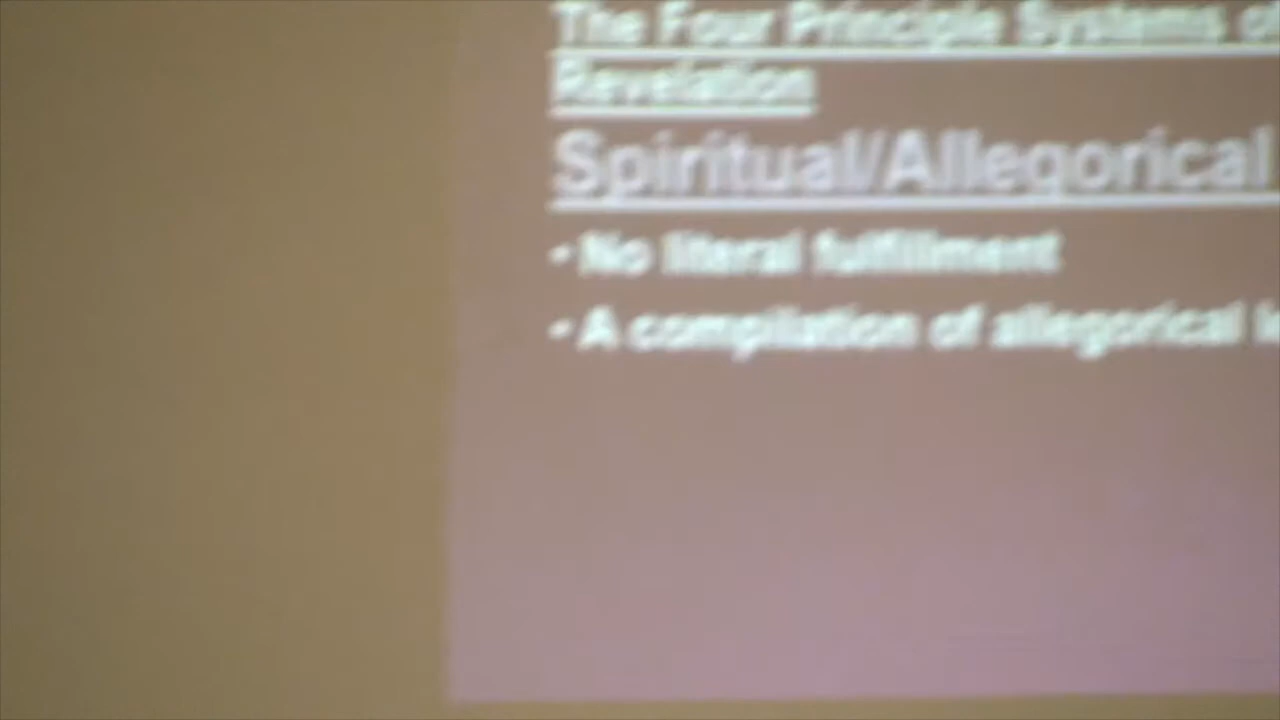 The Four Principle Systems of
Revelation
Spiritual/Allegorical
• No literal fulfillment
• A compilation of allegorical